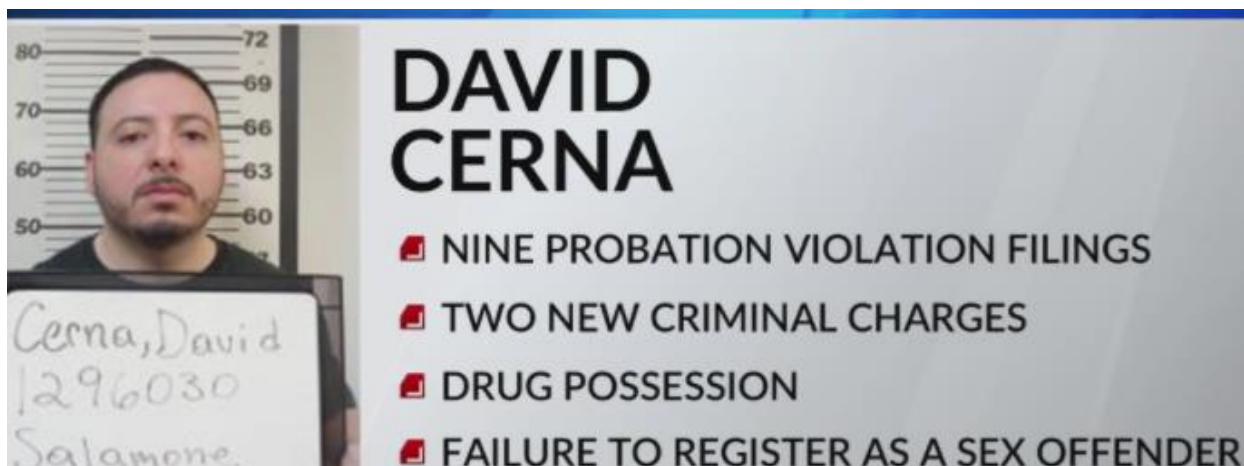 80
72
70
69
66
60
63
50
60
Cerna, David
1296030
Salamone
DAVID
CERNA
NINE PROBATION VIOLATION FILINGS
TWO NEW CRIMINAL CHARGES
DRUG POSSESSION
FAILURE TO REGISTER AS A SEX OFFENDER